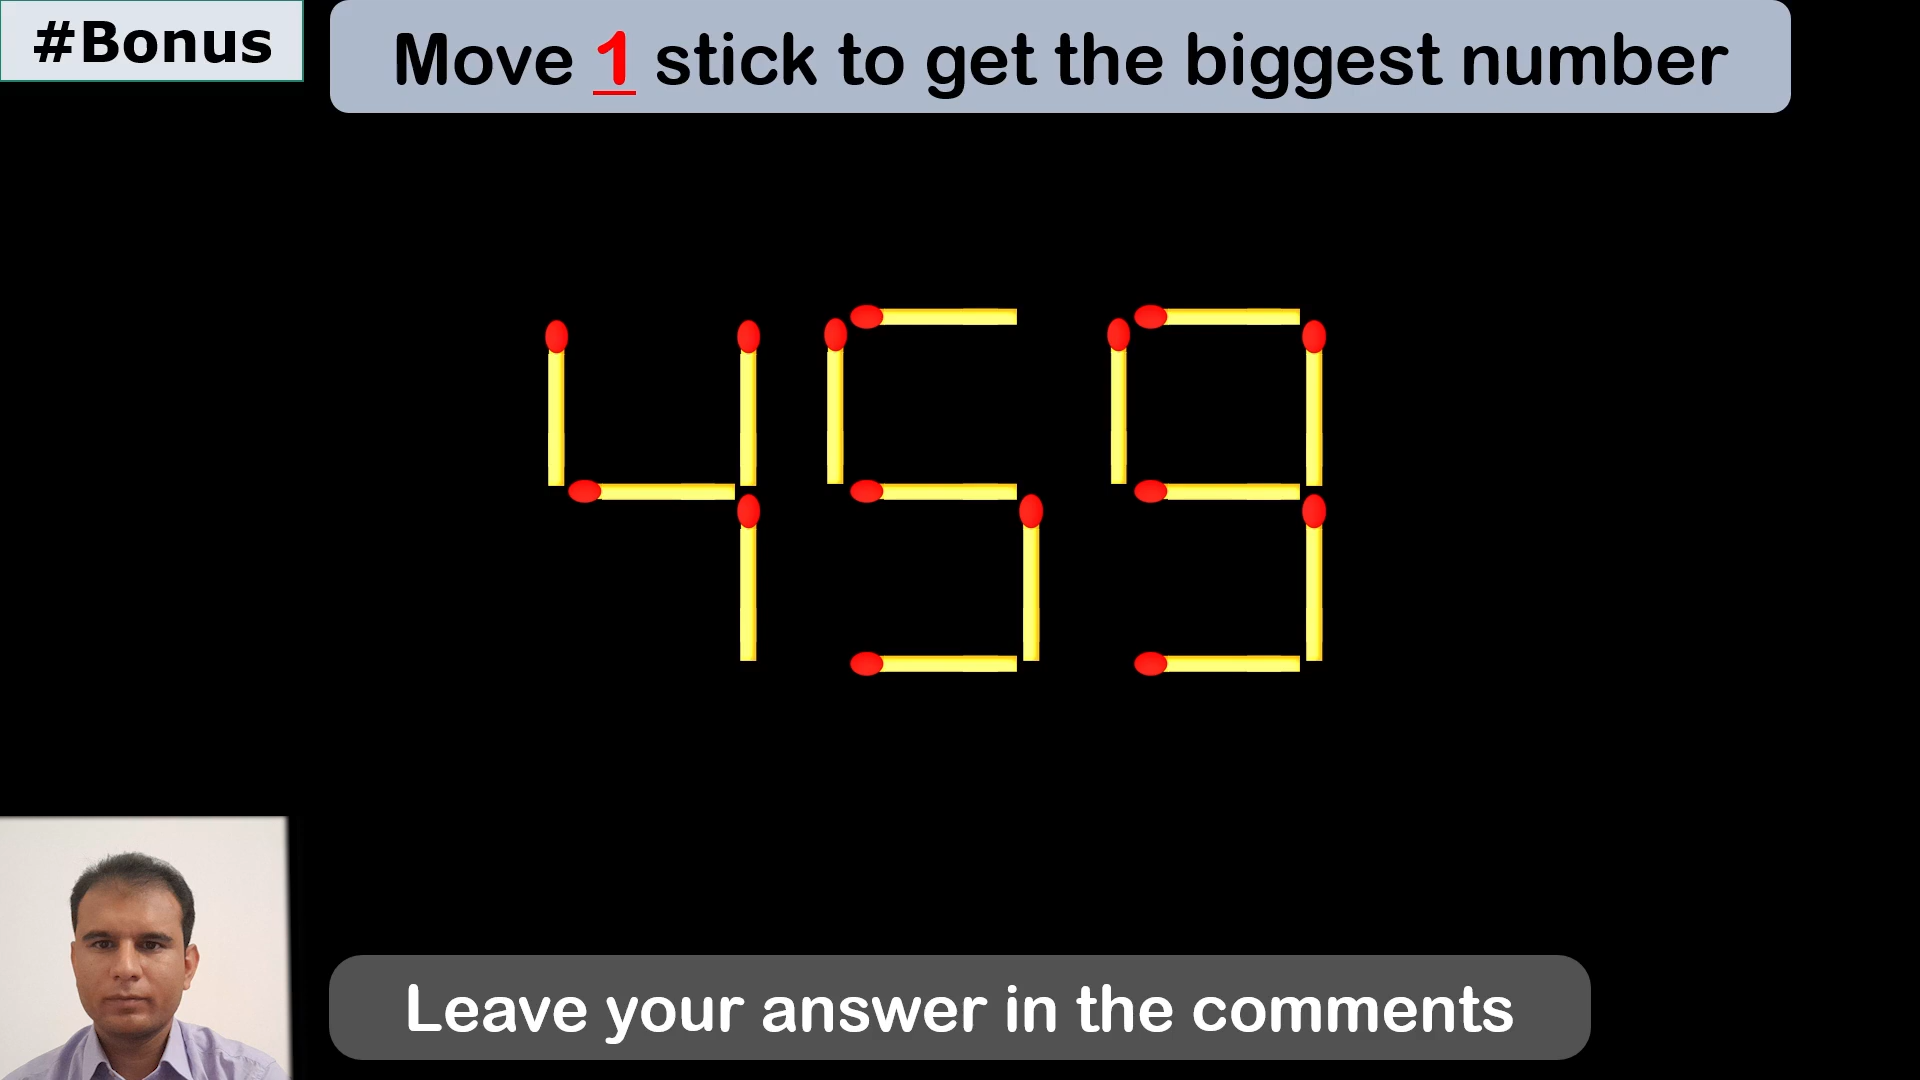 #Bonus
Move 1 stick to get the biggest number
459
Leave your answer in the comments